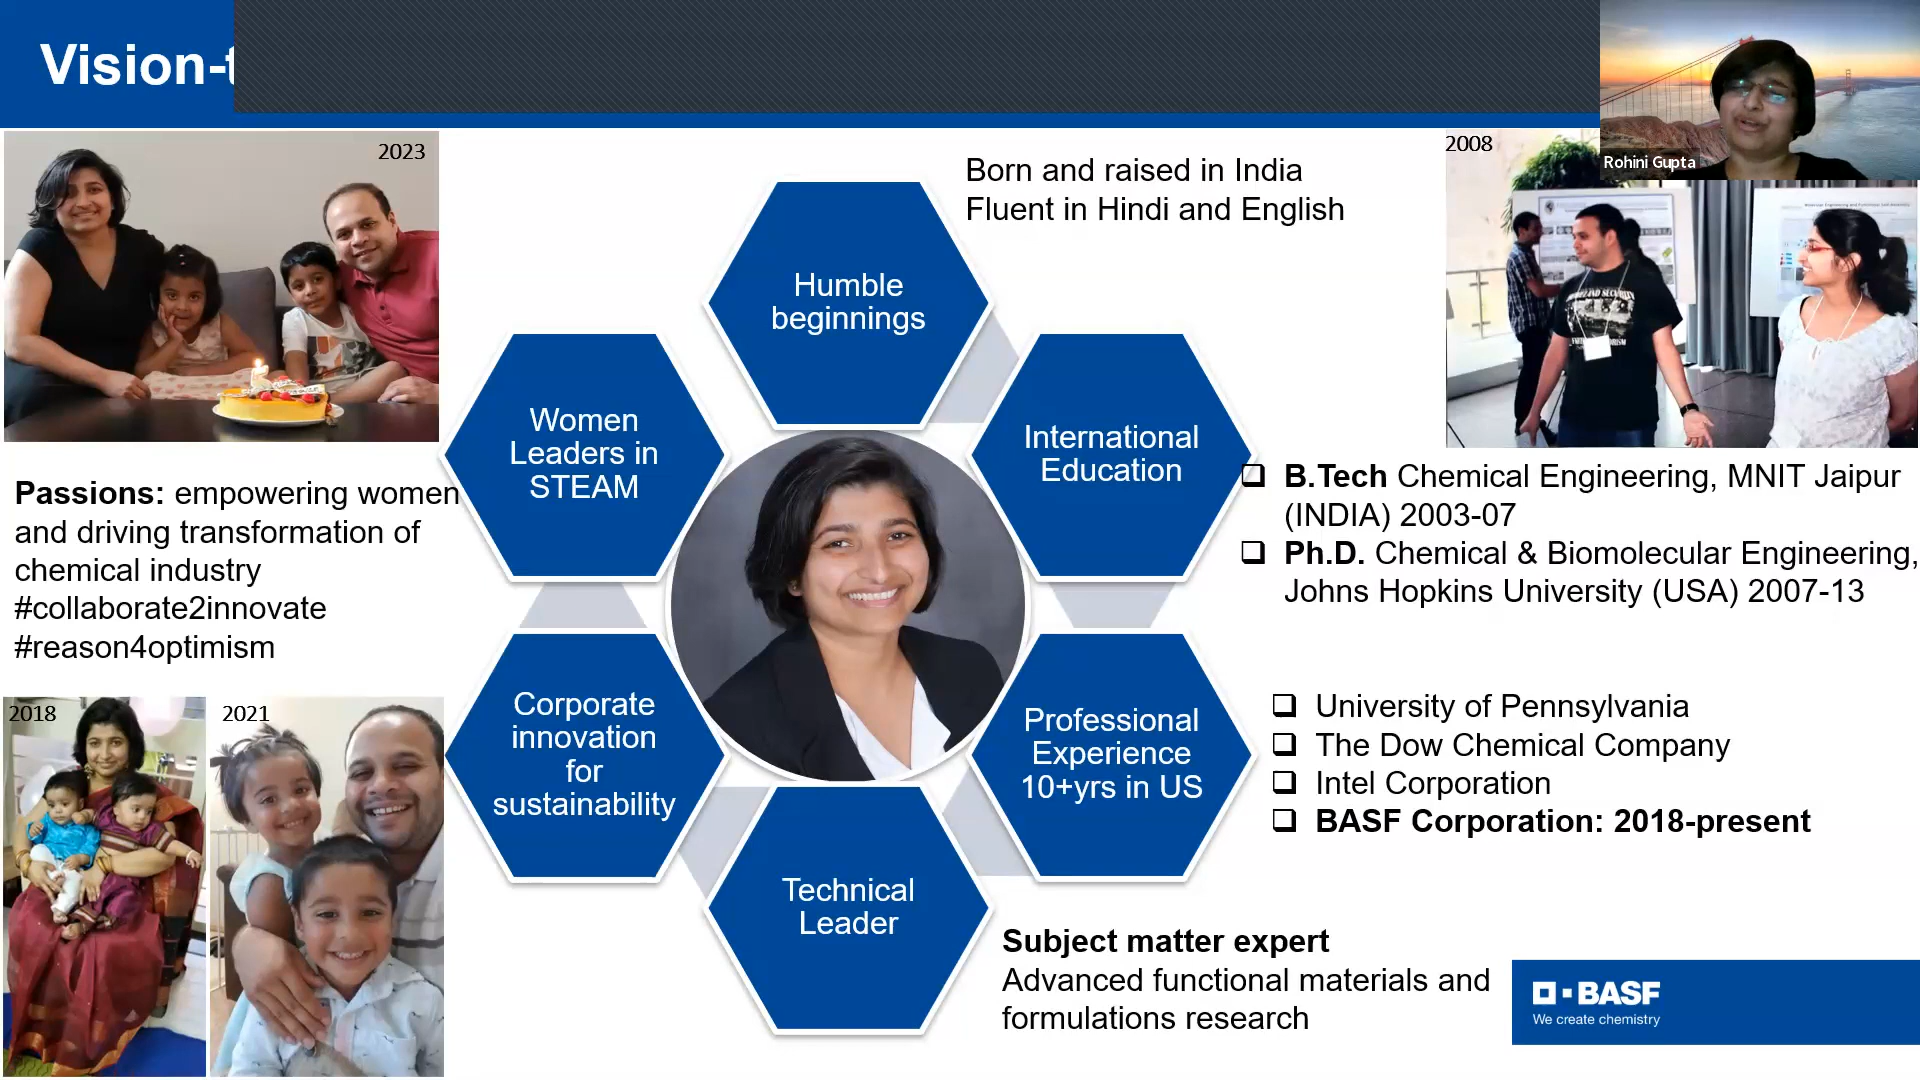 Vision-
Rohini Gupta
2023
2008
Born and raised in India
Fluent in Hindi and English
Humble
beginnings
Women
Leaders in
STEAM
International
Education
Passions: empowering women
and driving transformation of
chemical industry
#collaborate2innovate
#reason4optimism
❑ B.Tech Chemical Engineering, MNIT Jaipur
(INDIA) 2003-07
❑ Ph.D. Chemical & Biomolecular Engineering,
Johns Hopkins University (USA) 2007-13
2018
2021
Corporate
innovation
for
sustainability
Professional
Experience
10+yrs in US
❑ University of Pennsylvania
❑ The Dow Chemical Company
❑ Intel Corporation
❑ BASF Corporation: 2018-present
Technical
Leader
Subject matter expert
Advanced functional materials and
formulations research
BASF
We create chemistry